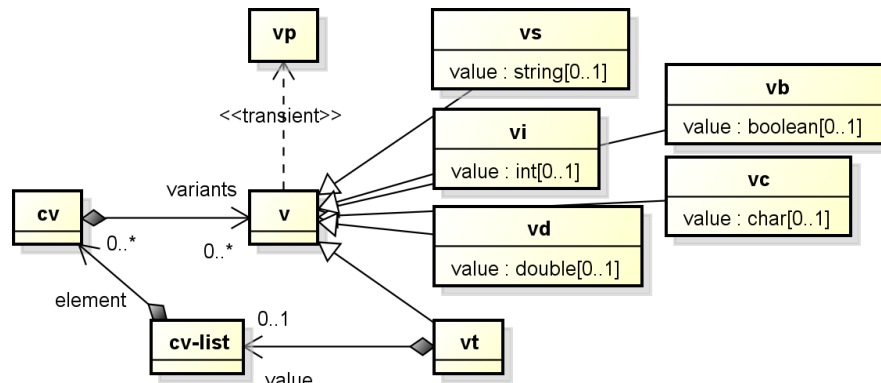 vp
vs
value : string[0..1]
<<transient>>
vi
value : int[0..1]
vb
value : boolean[0..1]
vc
value : char[0..1]
variants
cv
v
0..*
0..*
vd
value : double[0..1]
element
0..1
cv-list
vt
value